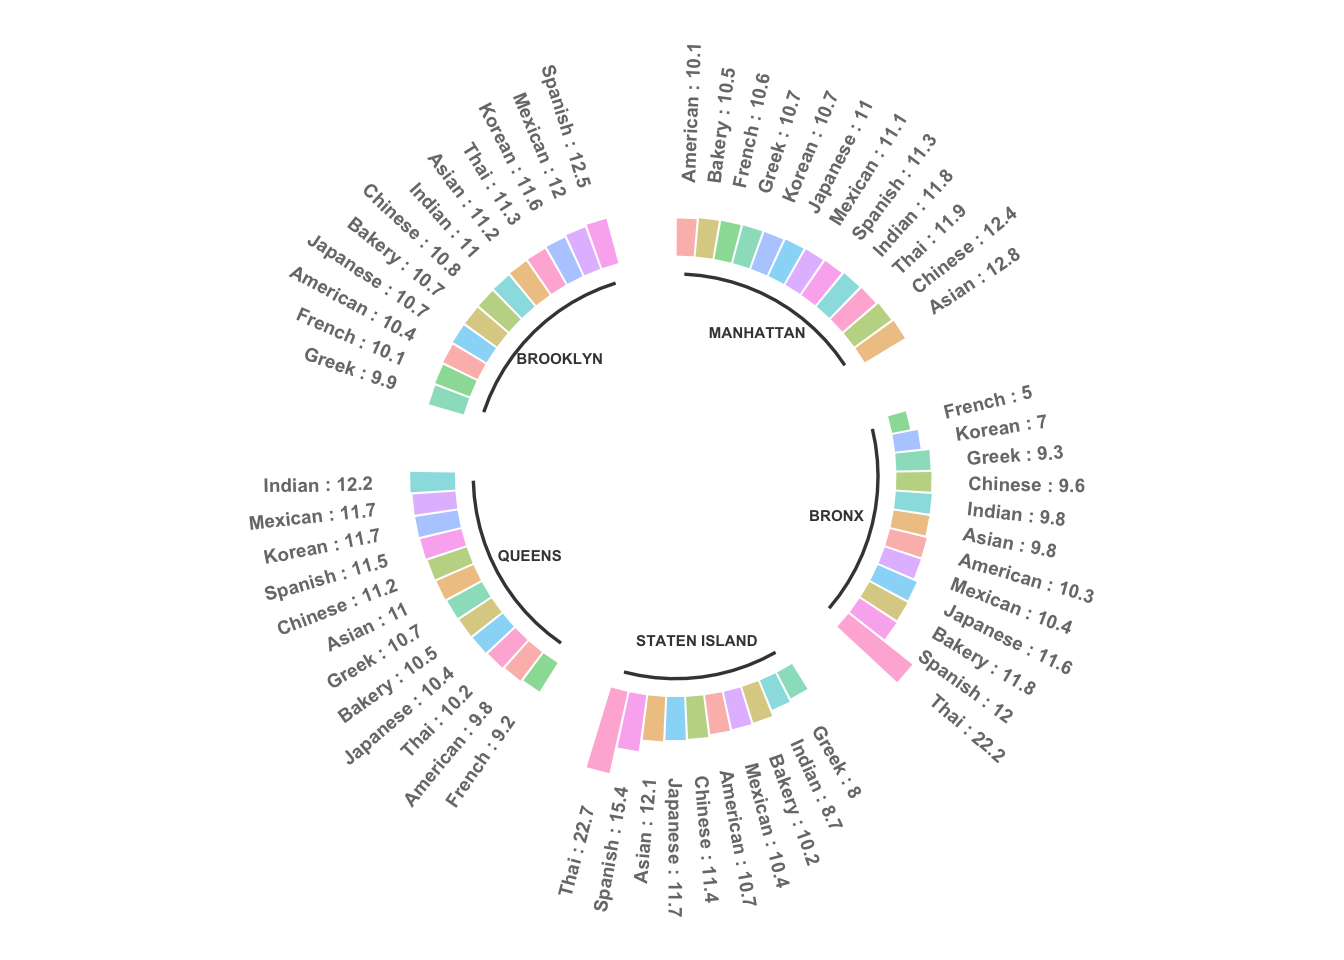 American : 10.1
Bakery : 10.5
French : 10.6
Greek : 10.7
Korean : 10.7
Japanese : 11
Mexican : 11.1
Spanish : 11.3
Indian : 11.8
Thai : 11.9
Chinese : 12.4
Asian : 12.8
MANHATTAN
French : 5
Korean : 7
Greek : 9.3
Chinese : 9.6
Indian : 9.8
Asian : 9.8
American : 10.3
Mexican : 10.4
Japanese : 11.6
Bakery : 11.8
Spanish : 12
Thai : 22.2
BRONX
Greek : 8
Indian : 8.7
Bakery : 10.2
Mexican : 10.4
American : 10.7
Chinese : 11.4
Japanese : 11.7
Asian : 12.1
Spanish : 15.4
Thai : 22.7
STATEN ISLAND
French : 9.2
American : 9.8
Thai : 10.2
Japanese : 10.4
Bakery : 10.5
Greek : 10.7
Asian : 11
Chinese : 11.2
Spanish : 11.5
Korean : 11.7
Mexican : 11.7
Indian : 12.2
QUEENS
Greek : 9.9
French : 10.1
American : 10.4
Japanese : 10.7
Bakery : 10.7
Chinese : 10.8
Indian : 11
Asian : 11.2
Thai : 11.3
Korean : 11.6
Mexican : 12
Spanish : 12.5
BROOKLYN